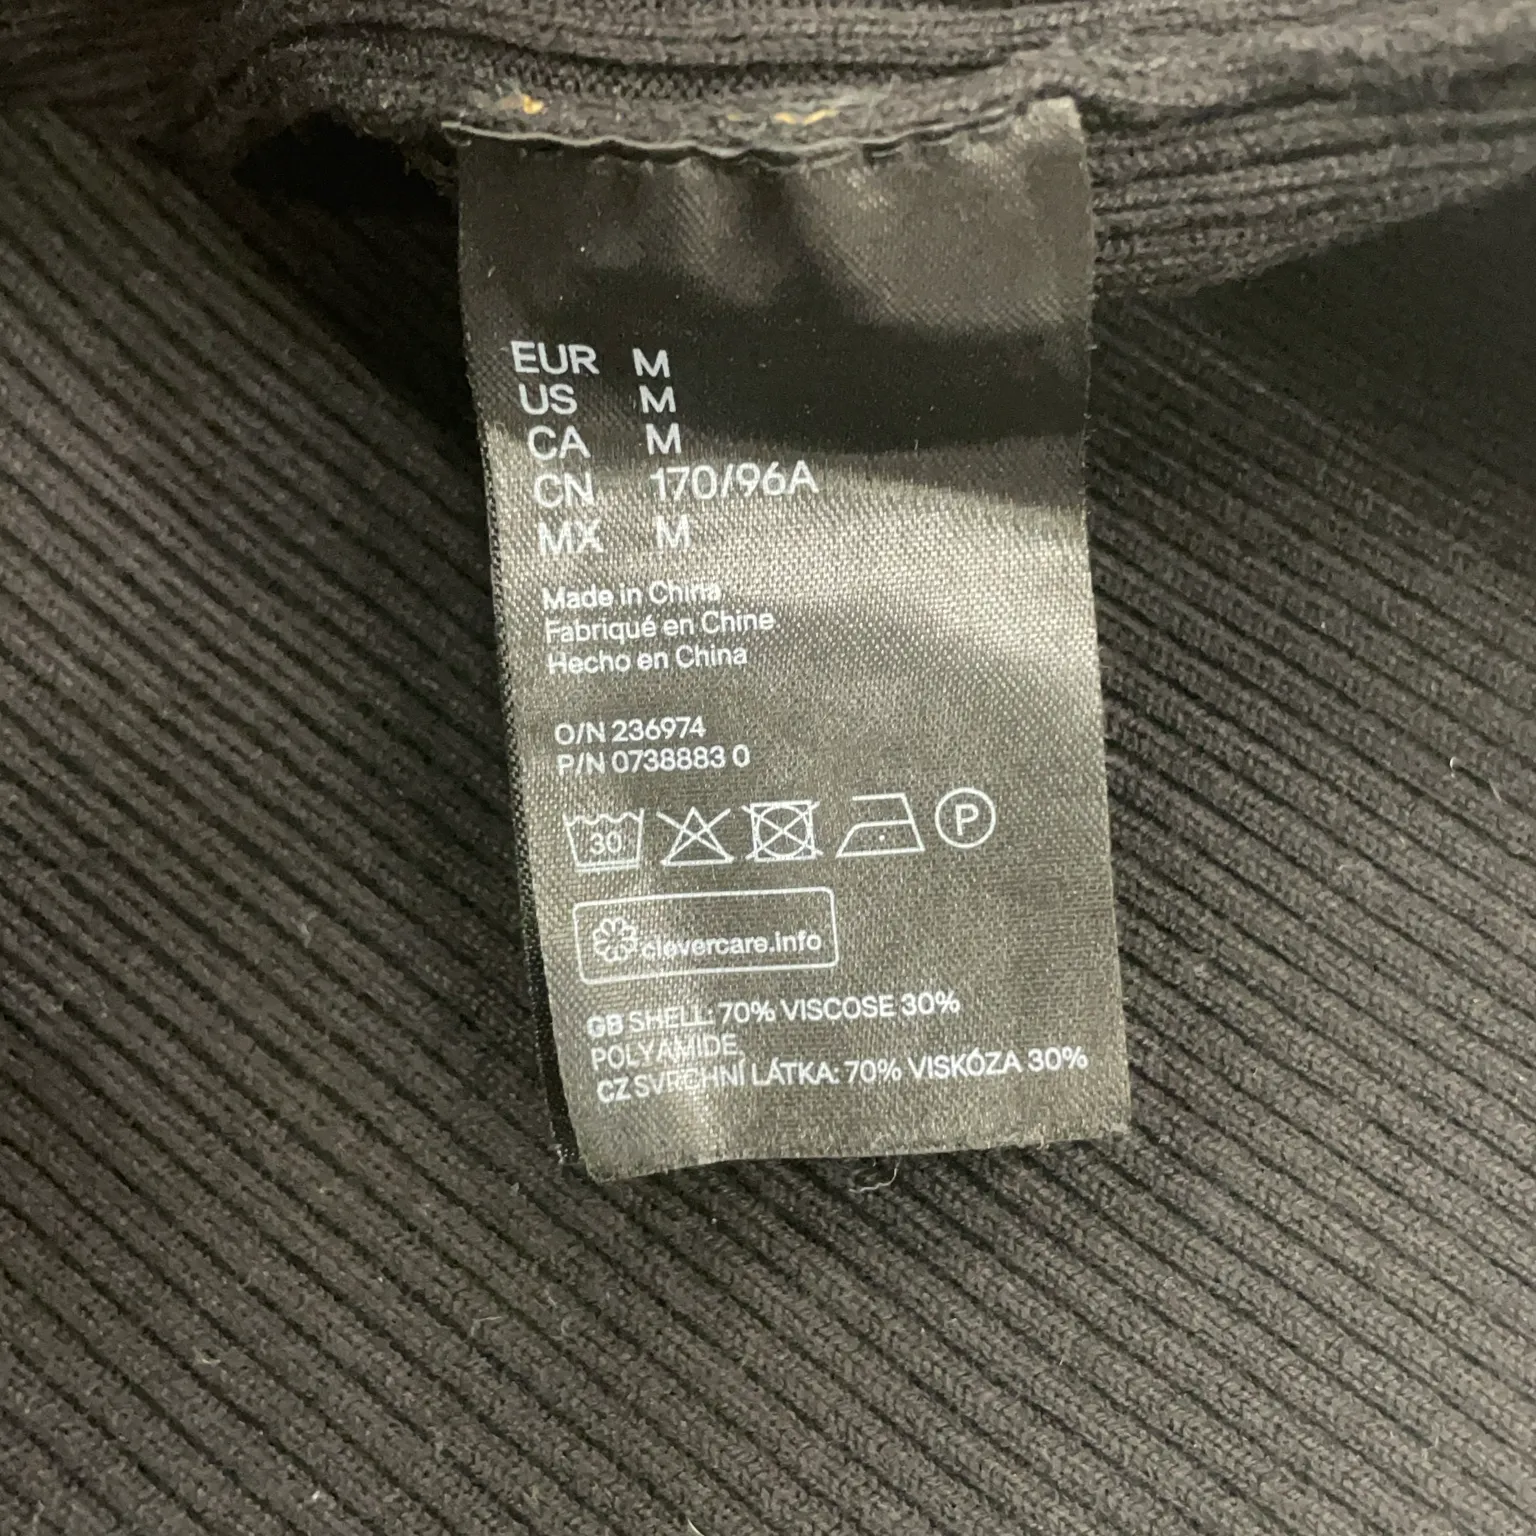 EUR M
US M
CA M
CN 170/96A
MX M
Made in China
Fabriqué en Chine
Hecho en China
O/N 236974
P/N 0738883 0
30 P
clevercare.info
GB SHELL: 70% VISCOSE 30%
POLYAMIDE,
CZ SVRCHNÍ LÁTKA: 70% VISKÓZA 30%